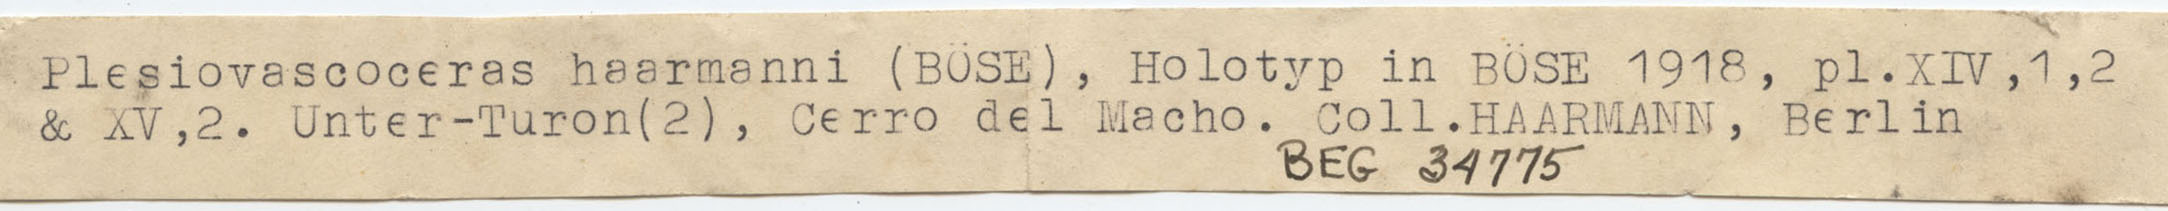 Plesiovascoceras haarmanni (BÖSE), Holotyp in BÖSE 1918, pl.XIV,1,2
& XV,2. Unter-Turon(2), Cerro del Macho. Coll.HAARMANN, Berlin
BEG 34775